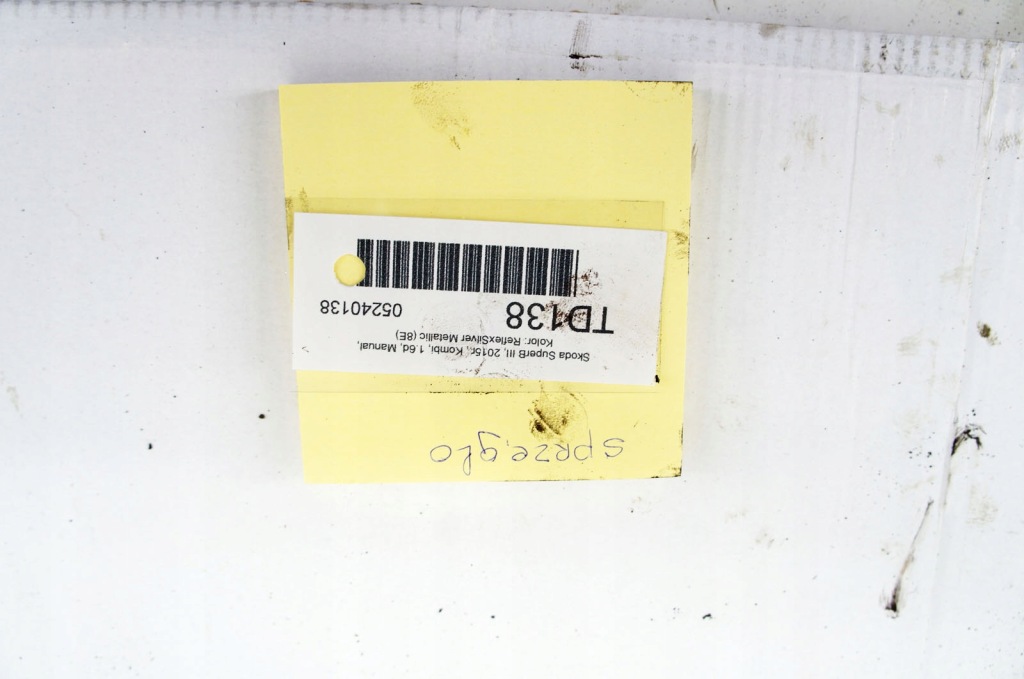 sprzęgło
Skoda SuperB III, 2015r, Kombi, 1.6d, Manual,
Kolor: ReflexSilver Metallic (8E)
TD138 05240138